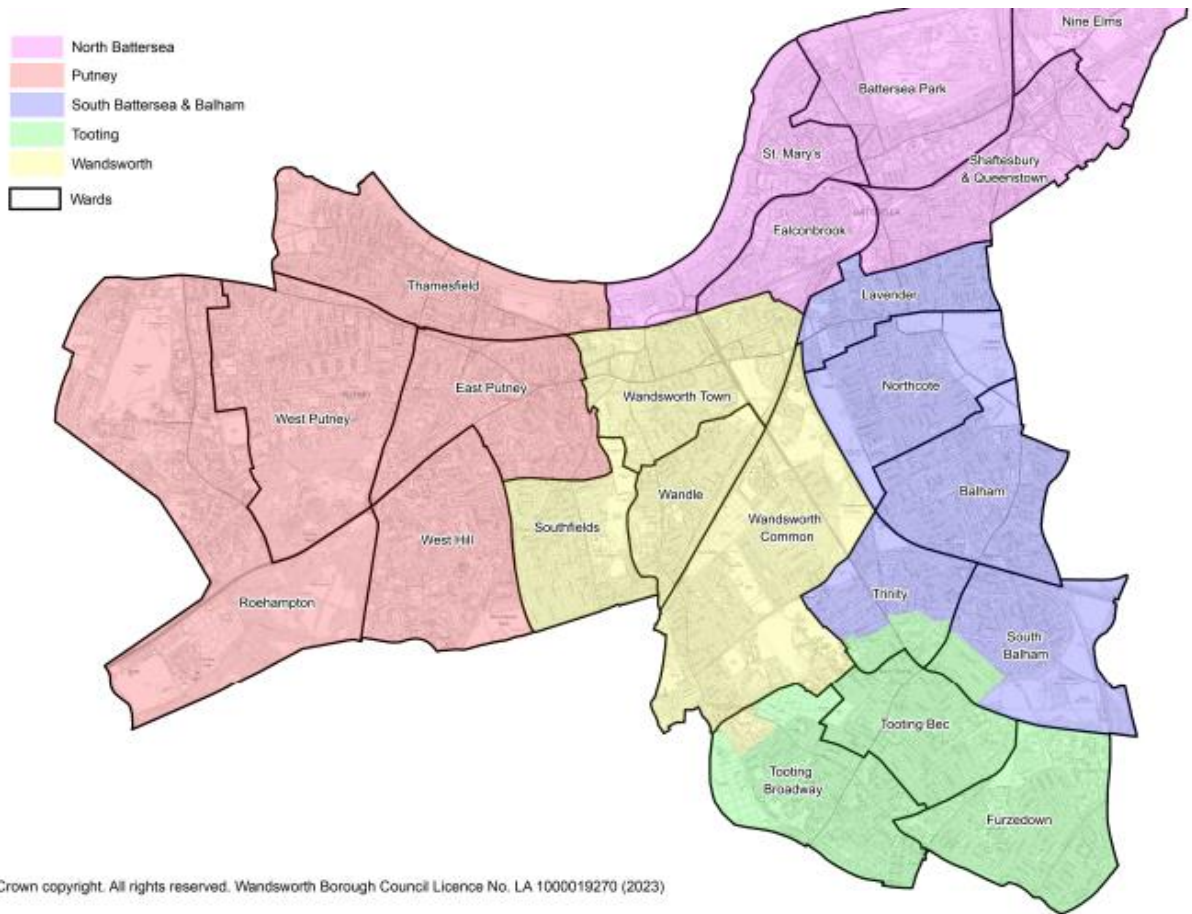 North Battersea
Putney
South Battersea & Balham
Tooting
Wandsworth
Wards
Nine Elms
Battersea Park
St. Mary's
Shaftesbury
& Queenstown
Falconbrook
Thamesfield
Lavender
East Putney
Northcote
Wandsworth Town
West Putney
Balham
Wandle
Southfields
Wandsworth
Common
West Hill
Roehampton
Trinity
South
Balham
Tooting Bec
Tooting
Broadway
Furzedown
Crown copyright. All rights reserved. Wandsworth Borough Council Licence No. LA 1000019270 (2023)